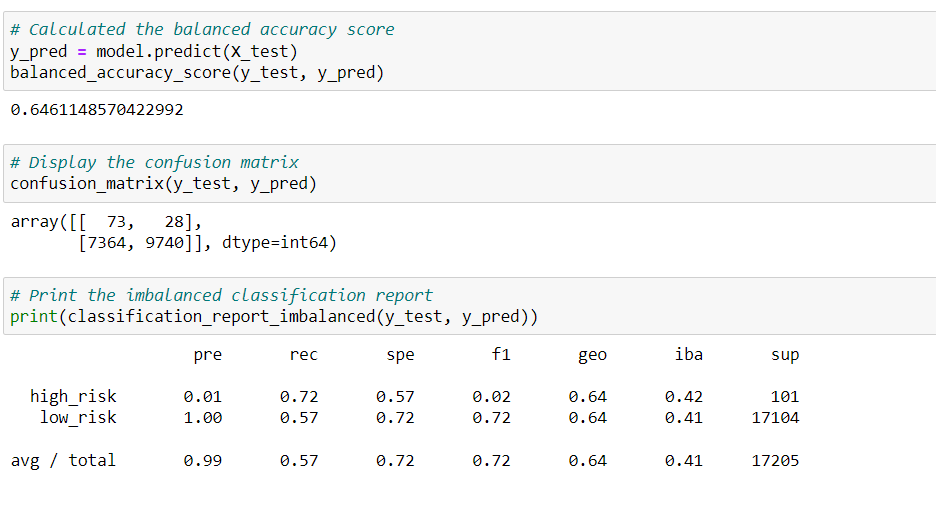 # Calculated the balanced accuracy score
y_pred = model.predict(X_test)
balanced_accuracy_score(y_test, y_pred)
0.6461148570422992
# Display the confusion matrix
confusion_matrix(y_test, y_pred)
array([[  73,   28],
       [7364, 9740]], dtype=int64)
# Print the imbalanced classification report
print(classification_report_imbalanced(y_test, y_pred))
pre rec spe f1 geo iba sup
high_risk 0.01 0.72 0.57 0.02 0.64 0.42 101
low_risk 1.00 0.57 0.72 0.72 0.64 0.41 17104
avg / total 0.99 0.57 0.72 0.72 0.64 0.41 17205